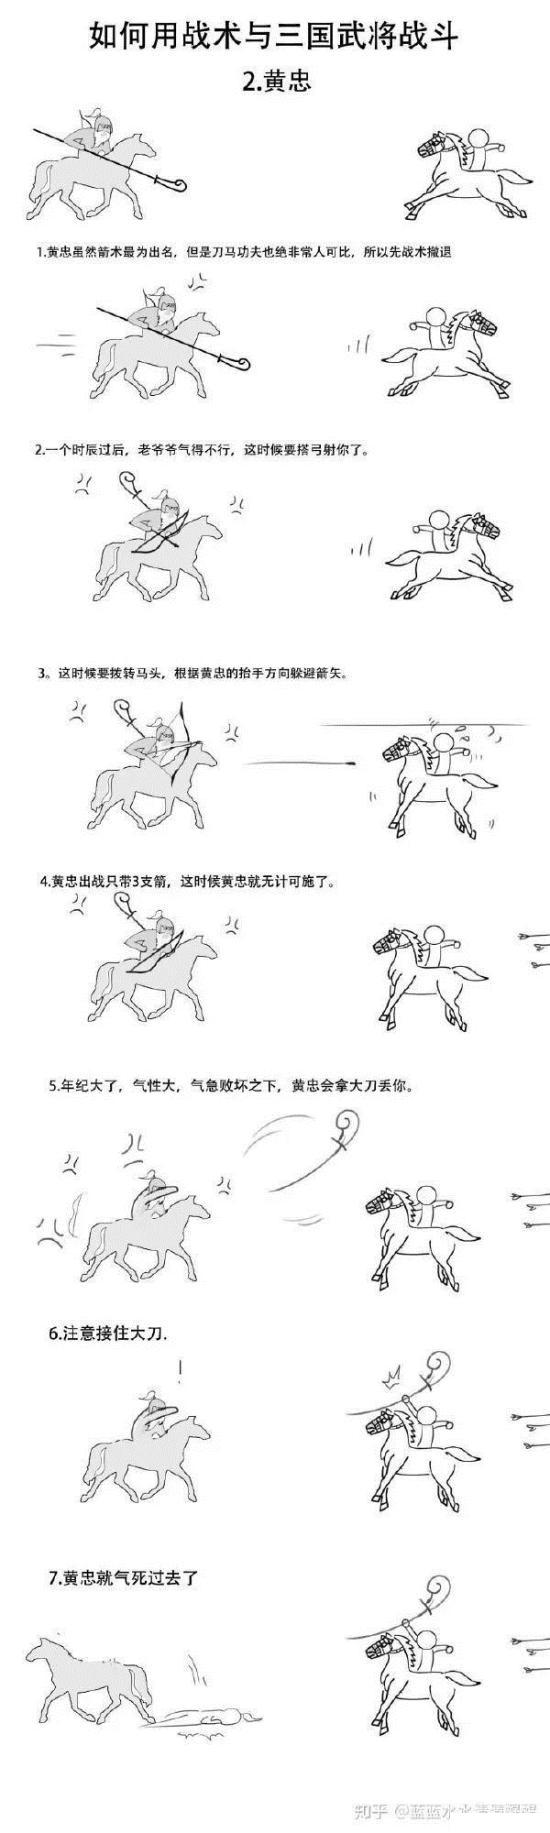 如何用战术与三国武将战斗
2.黄忠
1.黄忠虽然箭术最为出名，但是刀马功夫也绝非常人可比，所以先战术撤退
2.一个时辰过后，老爷爷气得不行，这时候要搭弓射你了。
3。这时候要拨转马头，根据黄忠的抬手方向躲避箭矢。
4.黄忠出战只带3支箭，这时候黄忠就无计可施了。
5.年纪大了，气性大，气急败坏之下，黄忠会拿大刀丢你。
6.注意接住大刀.
7.黄忠就气死过去了
知乎 @蓝蓝水